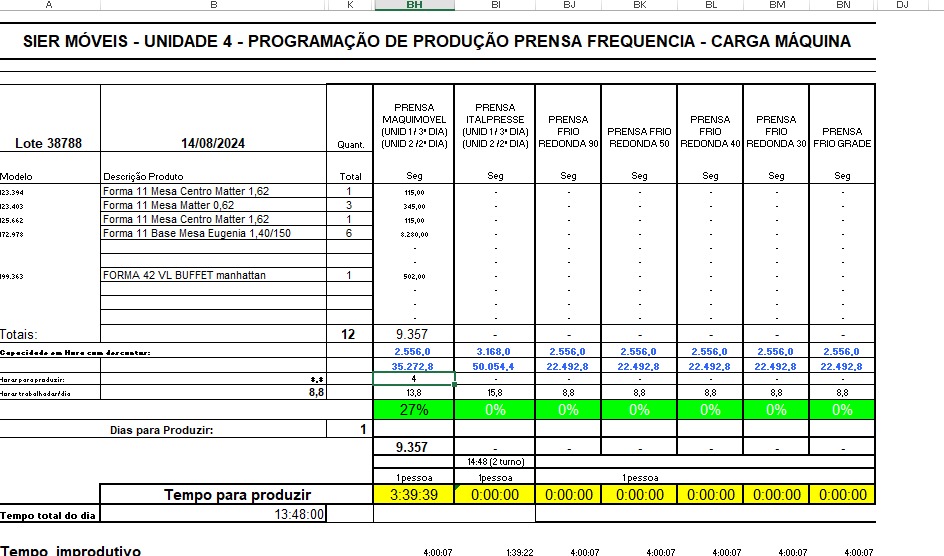 A B K BH BI BJ BK BL BM BN DJ
SIER MÓVEIS - UNIDADE 4 - PROGRAMAÇÃO DE PRODUÇÃO PRENSA FREQUENCIA - CARGA MÁQUINA
Lote 38788 14/08/2024 Quant. PRENSA MAQUIMOVEL (UNID 1 / 3ª DIA) (UNID 2 /2ª DIA) PRENSA ITALPRESSE (UNID 1 / 3ª DIA) (UNID 2 /2ª DIA) PRENSA FRIO REDONDA 90 PRENSA FRIO REDONDA 50 PRENSA FRIO REDONDA 40 PRENSA FRIO REDONDA 30 PRENSA FRIO GRADE
Modelo Descrição Produto Total Seg Seg Seg Seg Seg Seg Seg
123.394 Forma 11 Mesa Centro Matter 1,62 1 115,00 - - - - - -
123.403 Forma 11 Mesa Matter 0,62 3 345,00 - - - - - -
125.662 Forma 11 Mesa Centro Matter 1,62 1 115,00 - - - - - -
172.978 Forma 11 Base Mesa Eugenia 1,40/150 6 8.280,00 - - - - - -
- - - - - - -
- - - - - - -
199.363 FORMA 42 VL BUFFET manhattan 1 502,00 - - - - - -
- - - - - - -
- - - - - - -
- - - - - - -
Totais: 12 9.357 - - - - - -
Capacidade em Hora com descontos: 2.556,0 3.168,0 2.556,0 2.556,0 2.556,0 2.556,0 2.556,0
35.272,8 50.054,4 22.492,8 22.492,8 22.492,8 22.492,8 22.492,8
Horas para produzir: 8,8 4 - - - - - -
Horas trabalhadas/dia 8,8 13,8 15,8 8,8 8,8 8,8 8,8 8,8
27% 0% 0% 0% 0% 0% 0%
Dias para Produzir: 1
9.357 - - - - - -
14:48 (2 turno)
1 pessoa 1 pessoa 1 pessoa
Tempo para produzir 3:39:39 0:00:00 0:00:00 0:00:00 0:00:00 0:00:00 0:00:00
Tempo total do dia 13:48:00
Tempo improdutivo 4:00:07 1:39:22 4:00:07 4:00:07 4:00:07 4:00:07 4:00:07